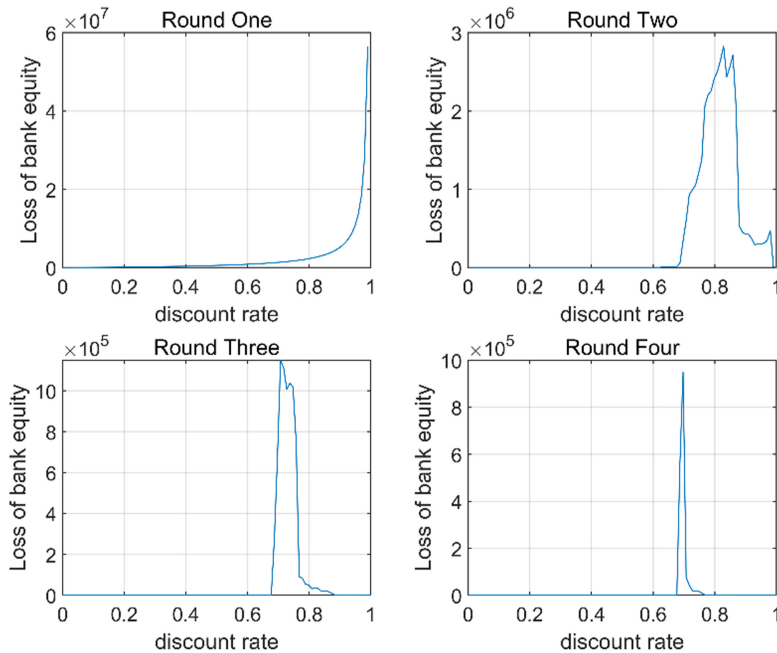 Round One
×10^7
Loss of bank equity
6
4
2
0
0 0.2 0.4 0.6 0.8 1
discount rate
Round Two
×10^6
Loss of bank equity
3
2
1
0
0 0.2 0.4 0.6 0.8 1
discount rate
Round Three
×10^5
Loss of bank equity
10
8
6
4
2
0
0 0.2 0.4 0.6 0.8 1
discount rate
Round Four
×10^5
Loss of bank equity
10
8
6
4
2
0
0 0.2 0.4 0.6 0.8 1
discount rate